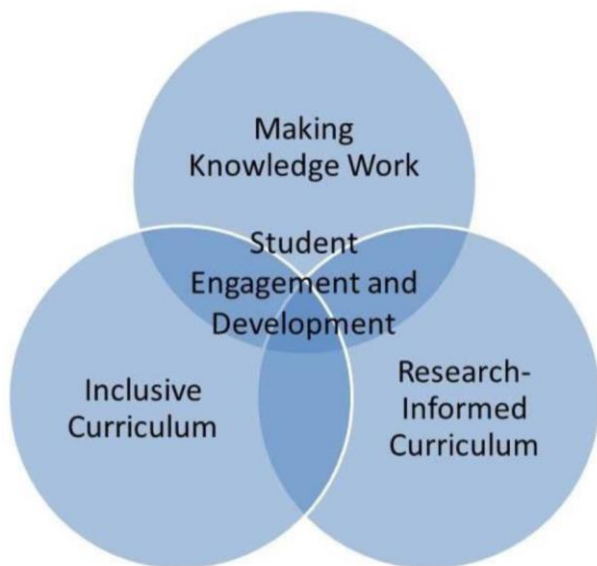 Making
Knowledge Work
Student
Engagement and
Development
Inclusive
Curriculum
Research-
Informed
Curriculum